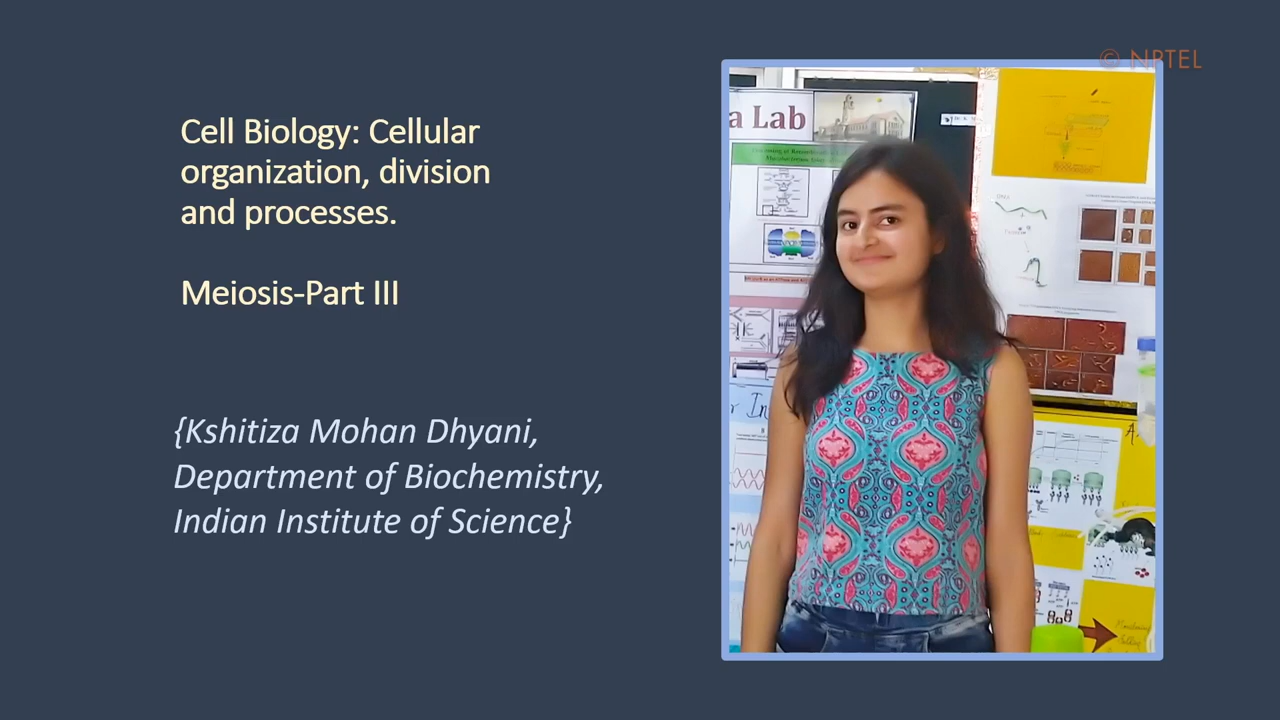 © NPTEL
Cell Biology: Cellular
organization, division
and processes.
Meiosis-Part III
{Kshitiza Mohan Dhyani,
Department of Biochemistry,
Indian Institute of Science}
a Lab